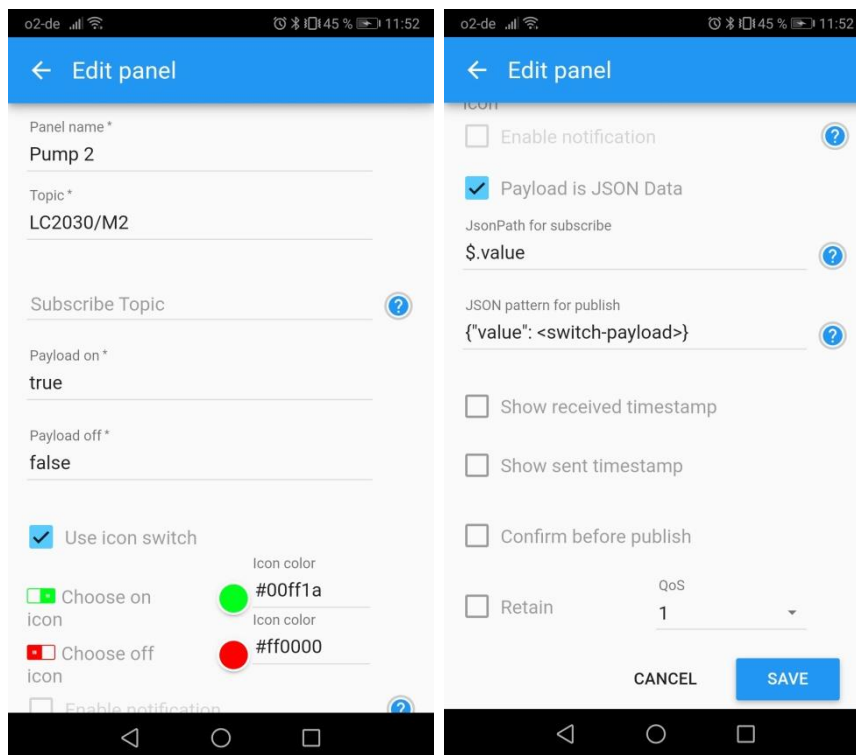 o2-de 45 % 11:52
Edit panel
Panel name *
Pump 2
Topic *
LC2030/M2
Subscribe Topic
?
Payload on *
true
Payload off *
false
Use icon switch
Icon color
Choose on
#00ff1a
icon
Icon color
Choose off
#ff0000
icon
Enable notification
?
o2-de 45 % 11:52
Edit panel
icon
Enable notification
?
Payload is JSON Data
JsonPath for subscribe
$.value
?
JSON pattern for publish
{"value": <switch-payload>}
?
Show received timestamp
Show sent timestamp
Confirm before publish
QoS
Retain
1
CANCEL SAVE